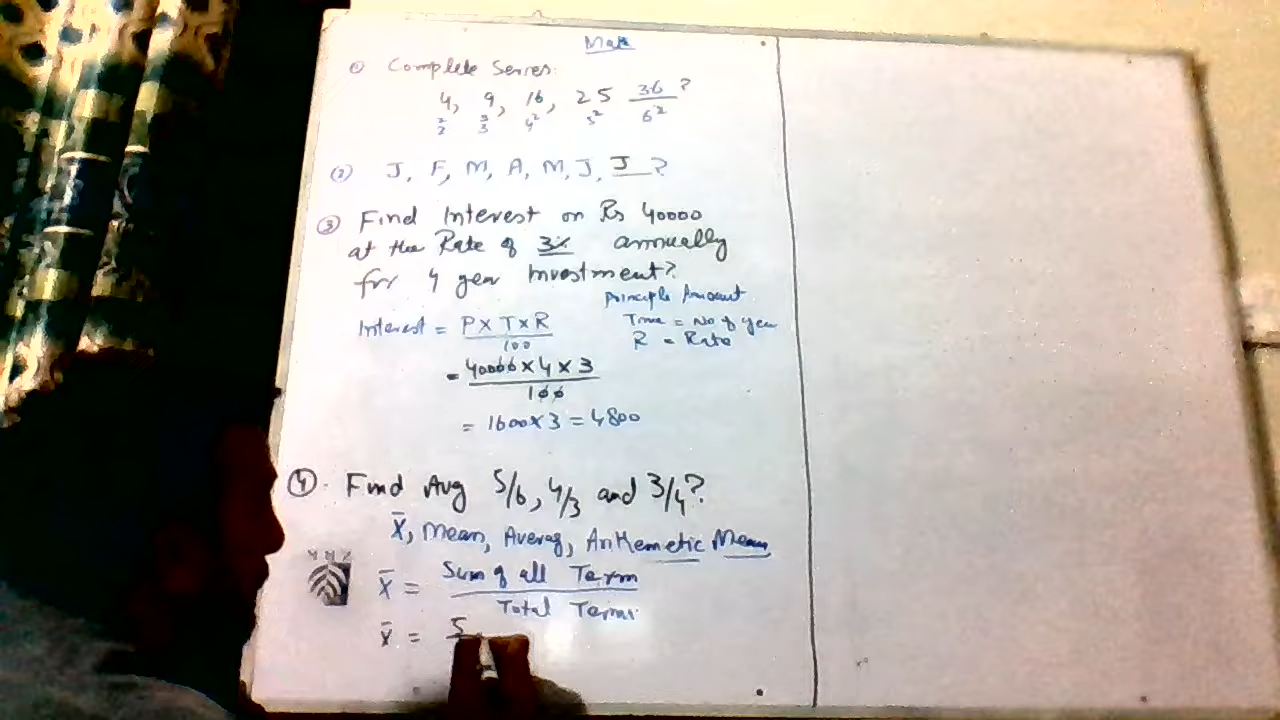 Math
① Complete Series:
4, 9, 16, 25 36 ?
2² 3² 4² 5² 6²
② J, F, M, A, M, J, J ?
③ Find Interest on Rs 40000
at the Rate of 3% annually
for 4 year Investment?
Principle Amount
Interest = P x T x R / 100
Time = No of year
R = Rate
= 40000 x 4 x 3 / 100
= 1600 x 3 = 4800
④ Find Avg 5/6, 4/3 and 3/4?
X̄, Mean, Average, Arithemetic Mean
X̄ = Sum of all Term / Total Terms
X̄ = 5